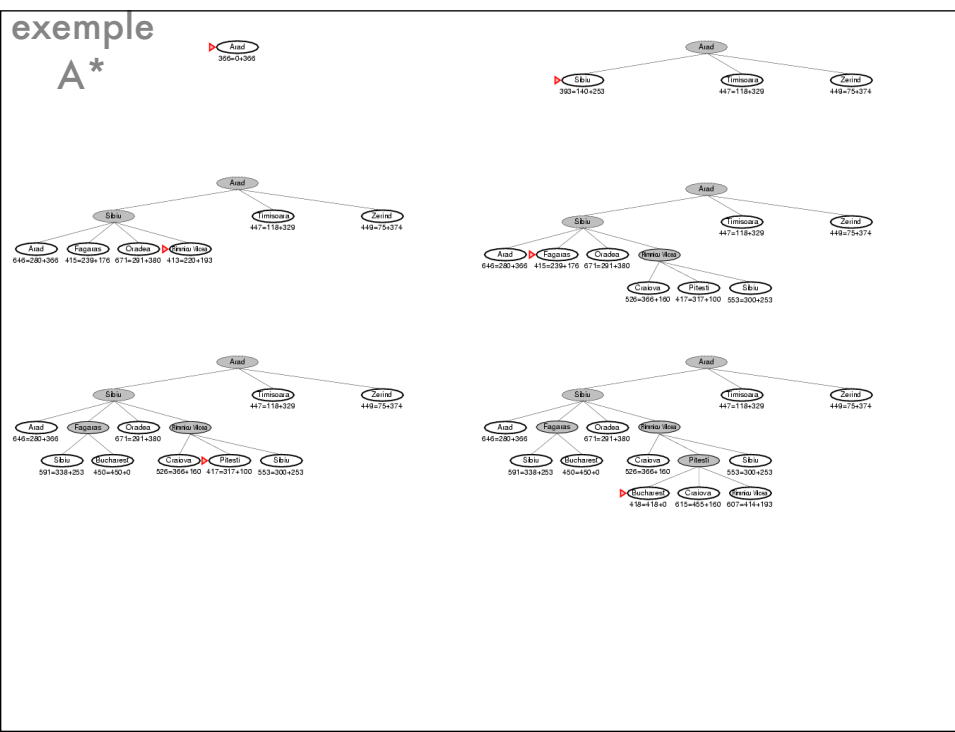 exemple
A*
Arad
366=0+366
Arad
Sibiu Timisoara Zerind
393=140+253 447=118+329 449=75+374
Arad
Sibiu Timisoara Zerind
447=118+329 449=75+374
Arad Fagaras Oradea Rimnicu Vilcea
646=280+366 415=239+176 671=291+380 413=220+193
Arad
Sibiu Timisoara Zerind
447=118+329 449=75+374
Arad Fagaras Oradea Rimnicu Vilcea
646=280+366 415=239+176 671=291+380
Craiova Pitesti Sibiu
526=366+160 417=317+100 553=300+253
Arad
Sibiu Timisoara Zerind
447=118+329 449=75+374
Arad Fagaras Oradea Rimnicu Vilcea
646=280+366 671=291+380
Sibiu Bucharest Craiova Pitesti Sibiu
591=338+253 450=450+0 526=366+160 417=317+100 553=300+253
Arad
Sibiu Timisoara Zerind
447=118+329 449=75+374
Arad Fagaras Oradea Rimnicu Vilcea
646=280+366 671=291+380
Sibiu Bucharest Craiova Pitesti Sibiu
591=338+253 450=450+0 526=366+160 553=300+253
Bucharest Craiova Rimnicu Vilcea
418=418+0 615=455+160 607=414+193